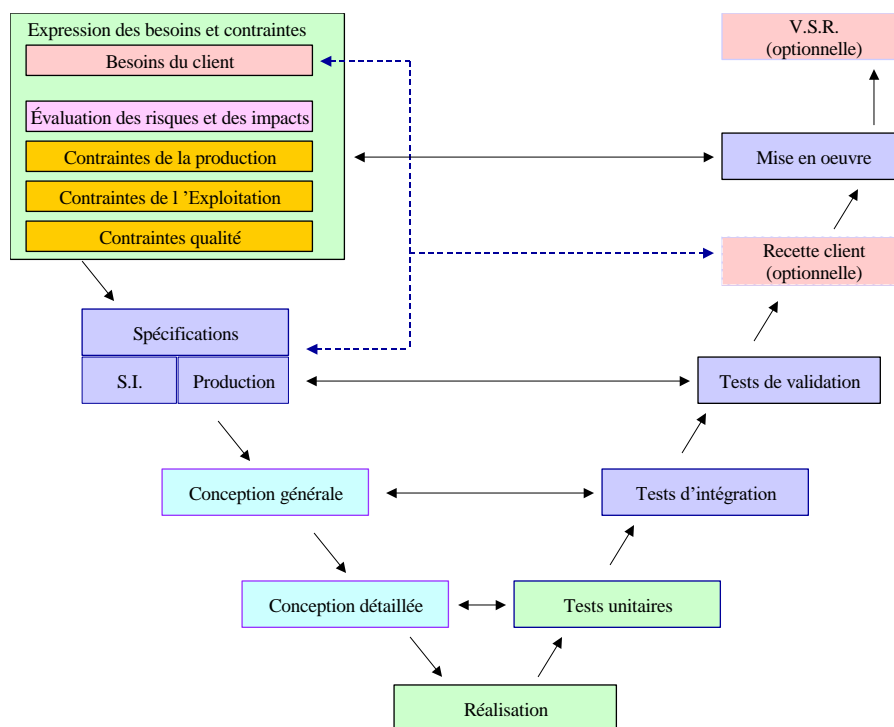 Expression des besoins et contraintes
Besoins du client
Évaluation des risques et des impacts
Contraintes de la production
Contraintes de l ’Exploitation
Contraintes qualité
V.S.R.
(optionnelle)
Mise en oeuvre
Recette client
(optionnelle)
Spécifications
S.I.
Production
Tests de validation
Conception générale
Tests d’intégration
Conception détaillée
Tests unitaires
Réalisation